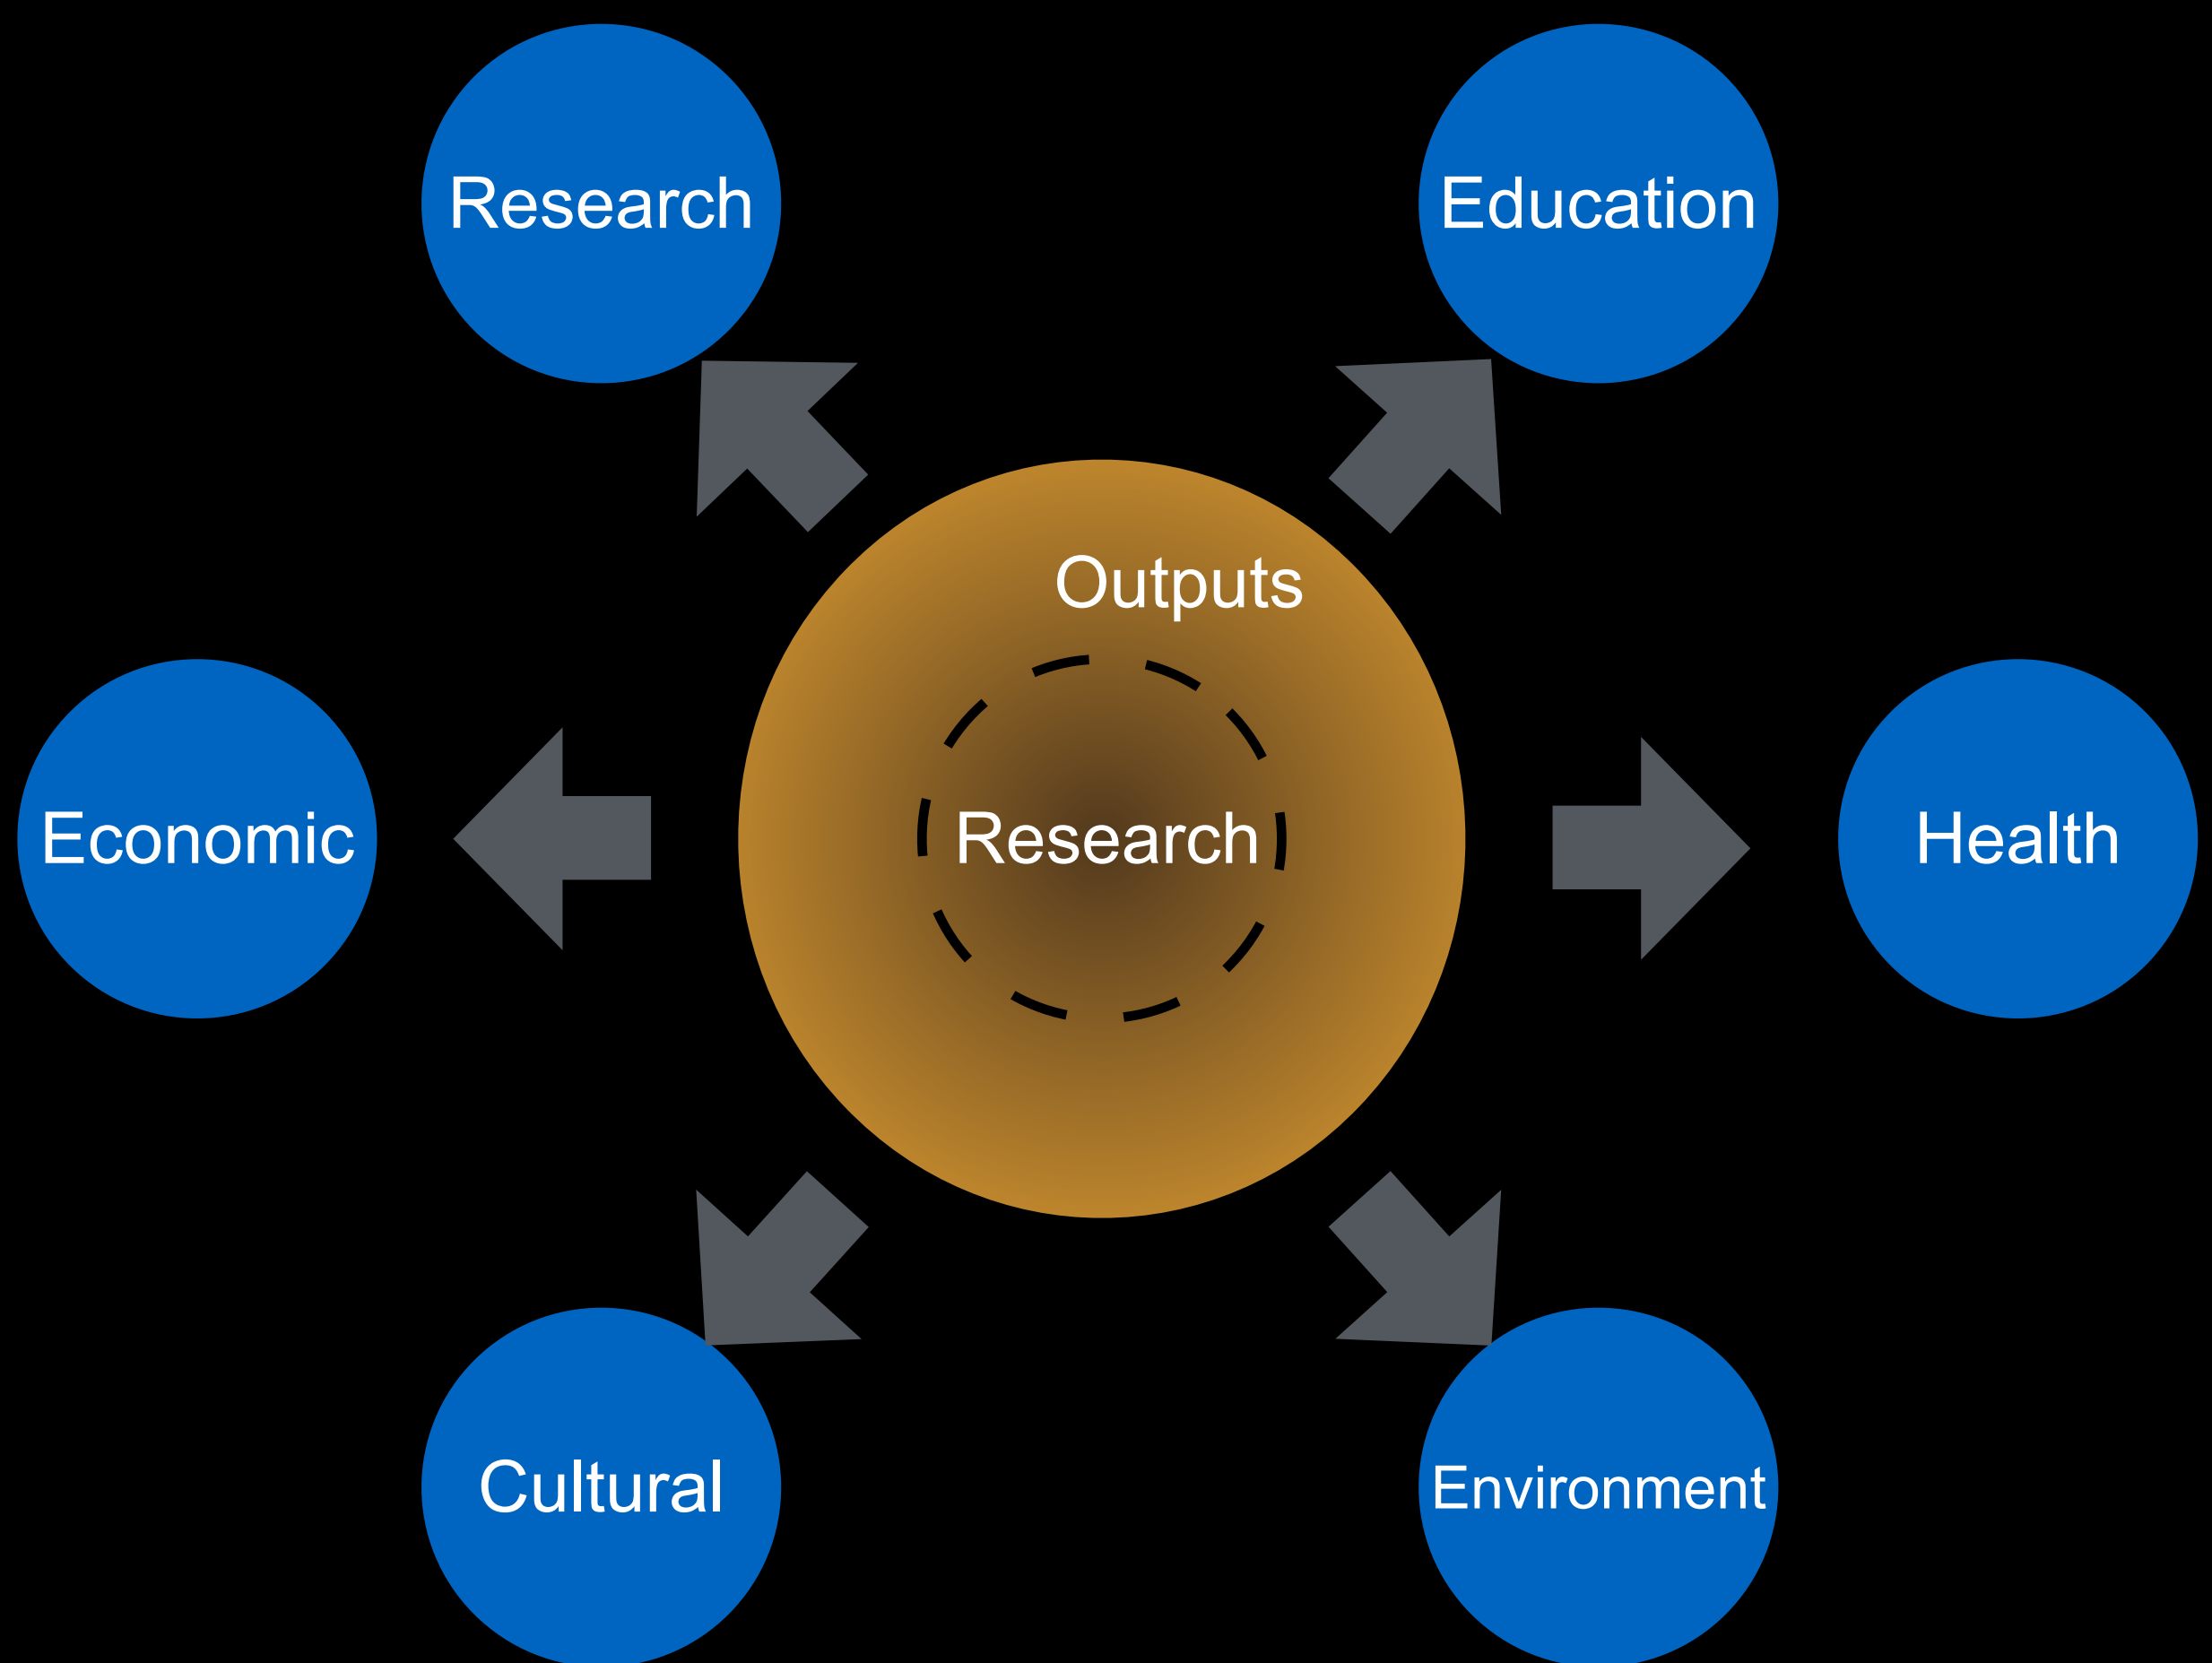 Research
Education
Outputs
Economic
Research
Health
Cultural
Environment